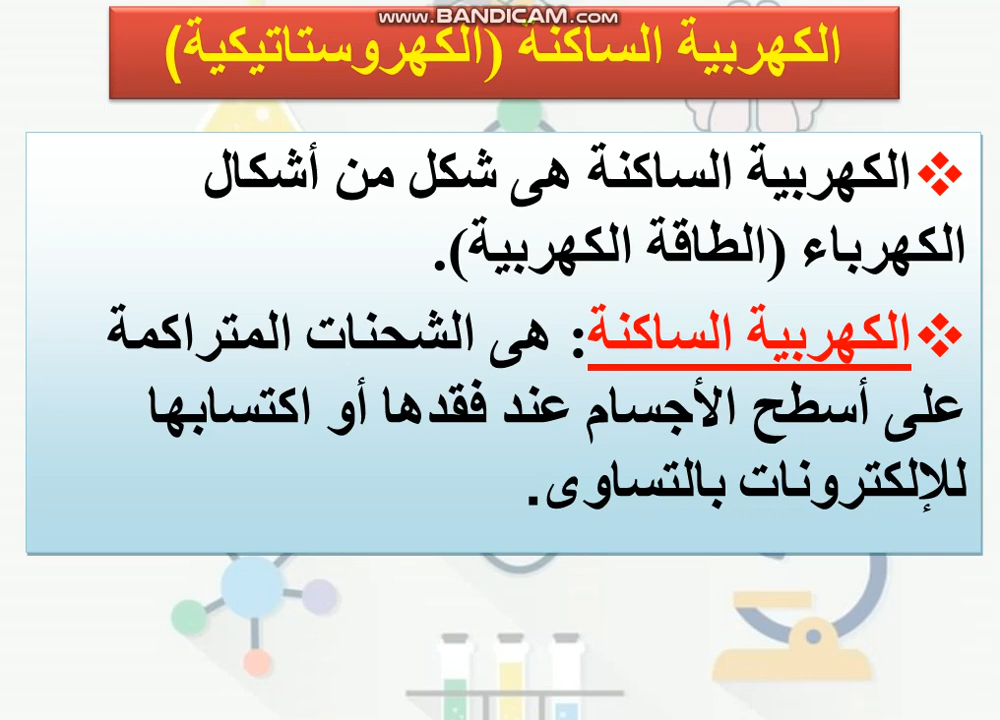 www.BANDICAM.com
الكهربية الساكنة (الكهروستاتيكية)
❖الكهربية الساكنة هى شكل من أشكال
الكهرباء (الطاقة الكهربية).
❖الكهربية الساكنة: هى الشحنات المتراكمة
على أسطح الأجسام عند فقدها أو اكتسابها
للإلكترونات بالتساوى.